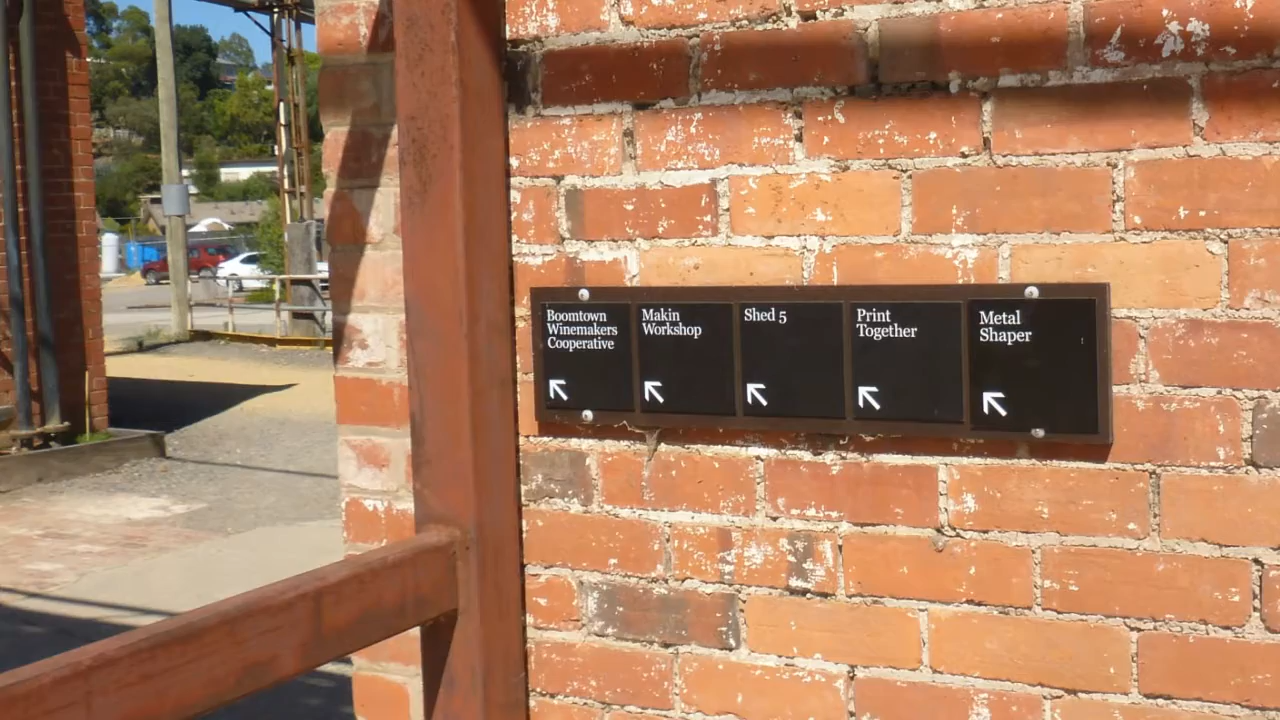 Boomtown
Winemakers
Cooperative
Makin
Workshop
Shed 5
Print
Together
Metal
Shaper